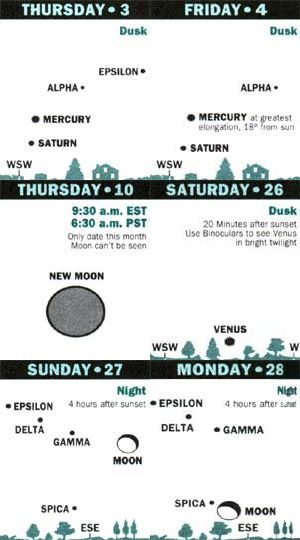 THURSDAY • 3
Dusk
EPSILON
ALPHA
MERCURY
SATURN
WSW
FRIDAY • 4
Dusk
ALPHA
MERCURY at greatest
elongation, 18° from sun
SATURN
WSW
THURSDAY • 10
9:30 a.m. EST
6:30 a.m. PST
Only date this month
Moon can't be seen
NEW MOON
SATURDAY • 26
Dusk
20 Minutes after sunset
Use Binoculars to see Venus
in bright twilight
VENUS
WSW
W
SUNDAY • 27
Night
4 hours after sunset
EPSILON
DELTA
GAMMA
MOON
SPICA
ESE
MONDAY • 28
Night
4 hours after sunset
EPSILON
DELTA
GAMMA
SPICA
MOON
ESE